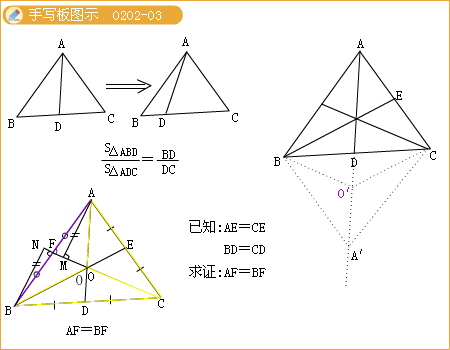 手写板图示 0202-03
A
B
D
C
A
B
D
C
S△ABD
S△ADC
=
BD
DC
A
E
B
D
C
O′
A′
A
N
F
M
E
O
O
B
D
C
AF=BF
已知:AE=CE
BD=CD
求证:AF=BF